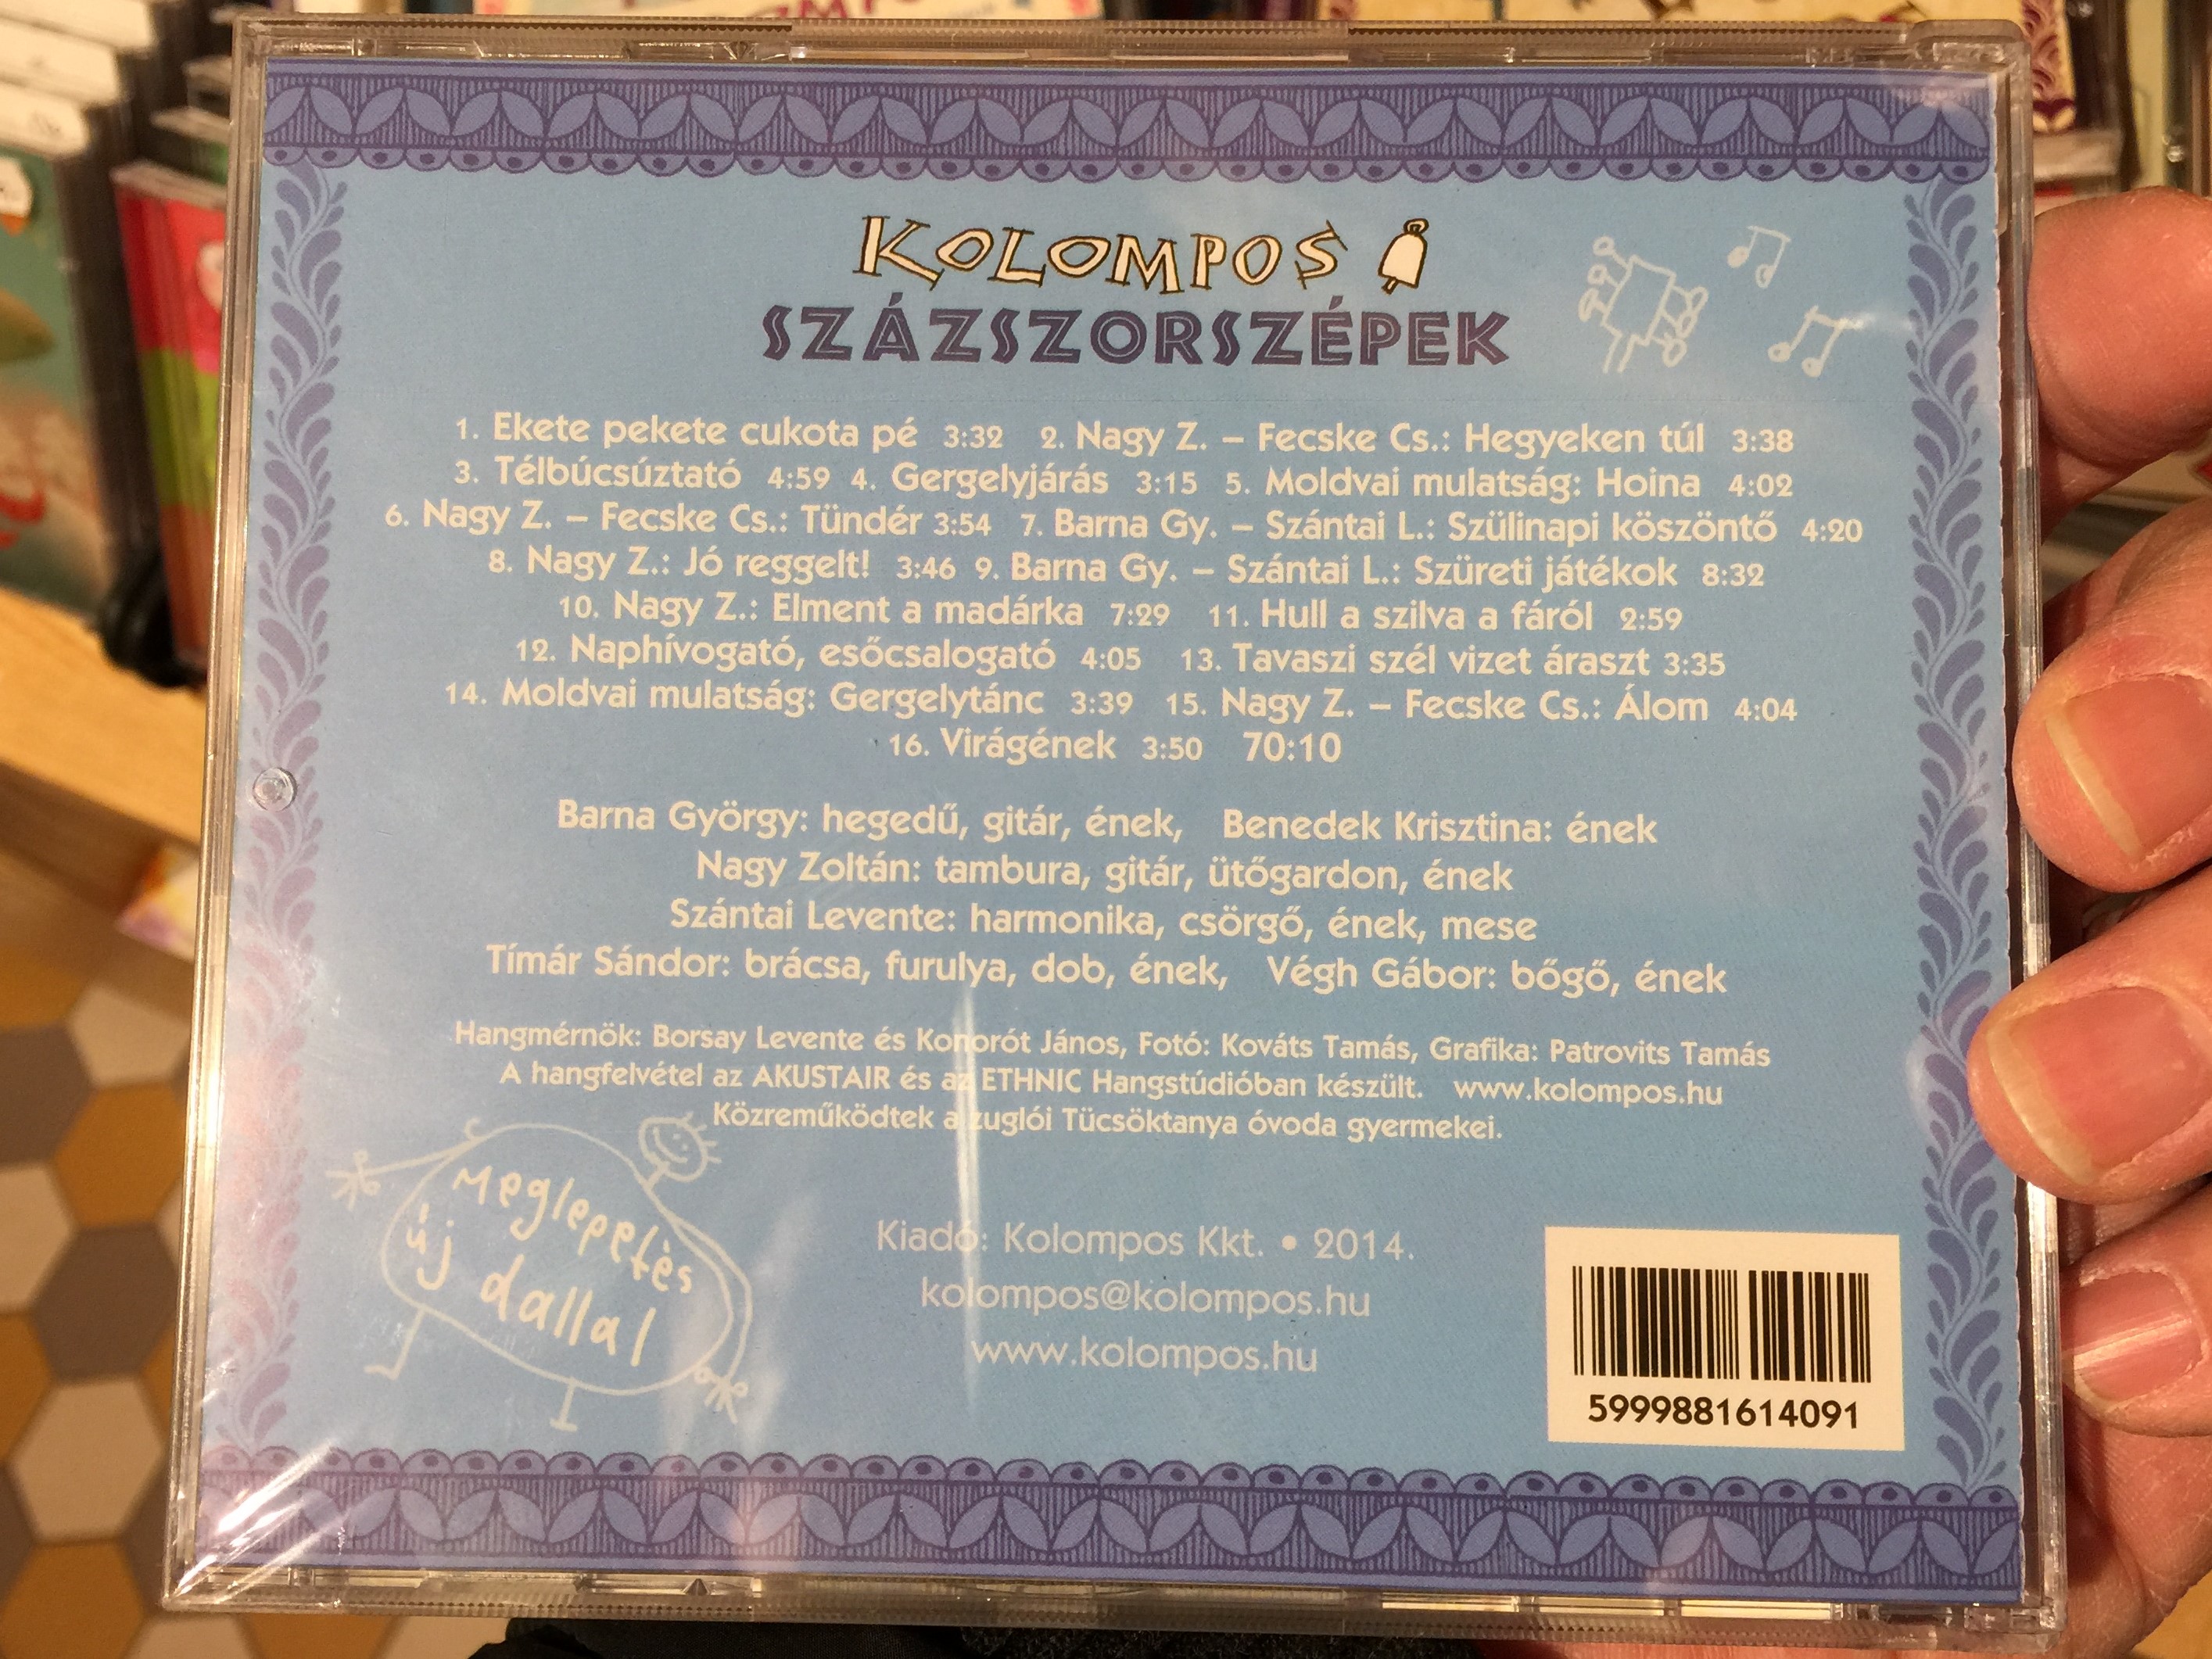 KOLOMPOS
SZÁZSZORSZÉPEK
1. Ekete pekete cukota pé 3:32 2. Nagy Z. – Fecske Cs.: Hegyeken túl 3:38
3. Télbúcsúztató 4:59 4. Gergelyjárás 3:15 5. Moldvai mulatság: Hoina 4:02
6. Nagy Z. – Fecske Cs.: Tündér 3:54 7. Barna Gy. – Szántai L.: Szülinapi köszöntő 4:20
8. Nagy Z.: Jó reggelt! 3:46 9. Barna Gy. – Szántai L.: Szüreti játékok 8:32
10. Nagy Z.: Elment a madárka 7:29 11. Hull a szilva a fáról 2:59
12. Naphívogató, esőcsalogató 4:05 13. Tavaszi szél vizet áraszt 3:35
14. Moldvai mulatság: Gergelytánc 3:39 15. Nagy Z. – Fecske Cs.: Álom 4:04
16. Virágének 3:50 70:10
Barna György: hegedű, gitár, ének, Benedek Krisztina: ének
Nagy Zoltán: tambura, gitár, ütőgardon, ének
Szántai Levente: harmonika, csörgő, ének, mese
Tímár Sándor: brácsa, furulya, dob, ének, Végh Gábor: bőgő, ének
Hangmérnök: Borsay Levente és Konorót János, Fotó: Kováts Tamás, Grafika: Patrovits Tamás
A hangfelvétel az AKUSTAIR és az ETHNIC Hangstúdióban készült. www.kolompos.hu
Közreműködtek a zuglói Tücsöktanya óvoda gyermekei.
Meglepetés
új dallal
Kiadó: Kolompos Kkt. • 2014.
kolompos@kolompos.hu
www.kolompos.hu
5999881614091